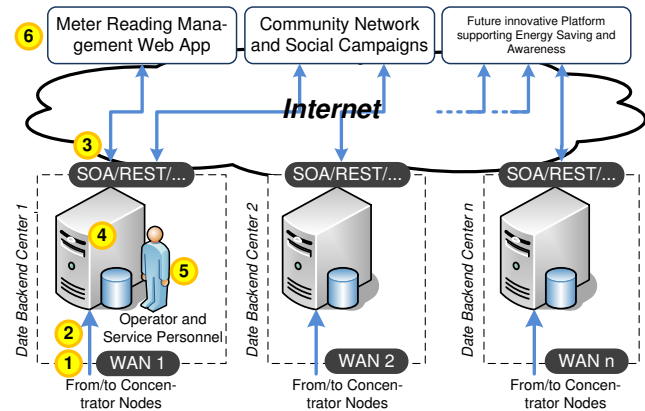 6
Meter Reading Man-
agement Web App
Community Network
and Social Campaigns
Future innovative Platform
supporting Energy Saving and
Awareness
Internet
3
SOA/REST/...
SOA/REST/...
SOA/REST/...
Date Backend Center 1
4
5
Operator and
Service Personnel
2
1
WAN 1
From/to Concen-
trator Nodes
Date Backend Center 2
WAN 2
From/to Concen-
trator Nodes
Date Backend Center n
WAN n
From/to Concen-
trator Nodes